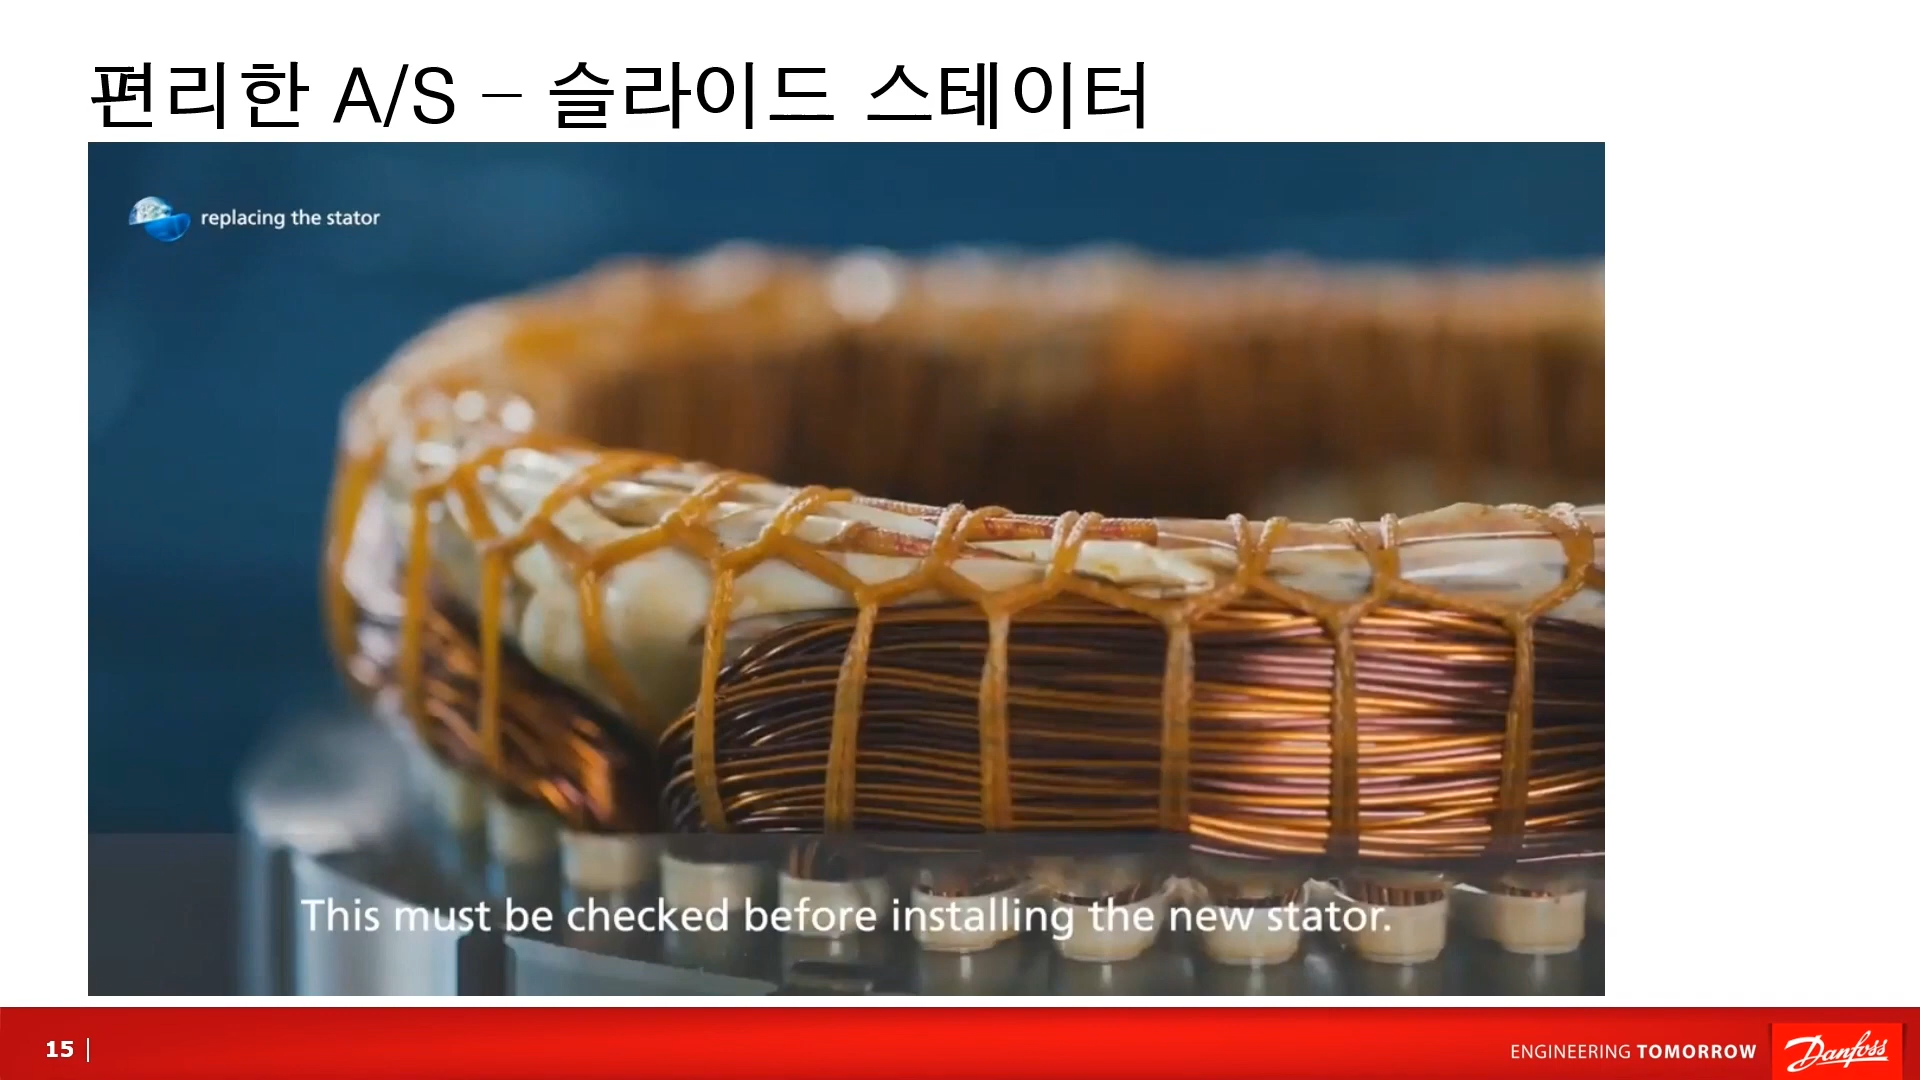 편리한 A/S – 슬라이드 스테이터
replacing the stator
This must be checked before installing the new stator.
15 |
ENGINEERING TOMORROW
Danfoss